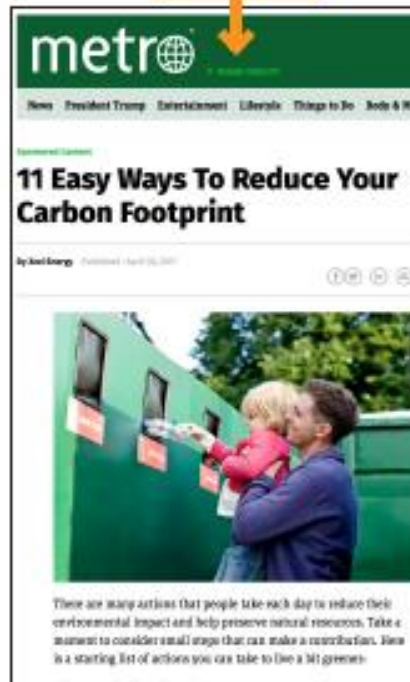 metro
News President Trump Entertainment Lifestyle Things to Do Body &
Sponsored Content
11 Easy Ways To Reduce Your
Carbon Footprint
There are many actions that people take each day to reduce their
environmental impact and help preserve natural resources. Take a
moment to consider small steps that can make a contribution. Here
is a starting list of actions you can take to live a bit greener: